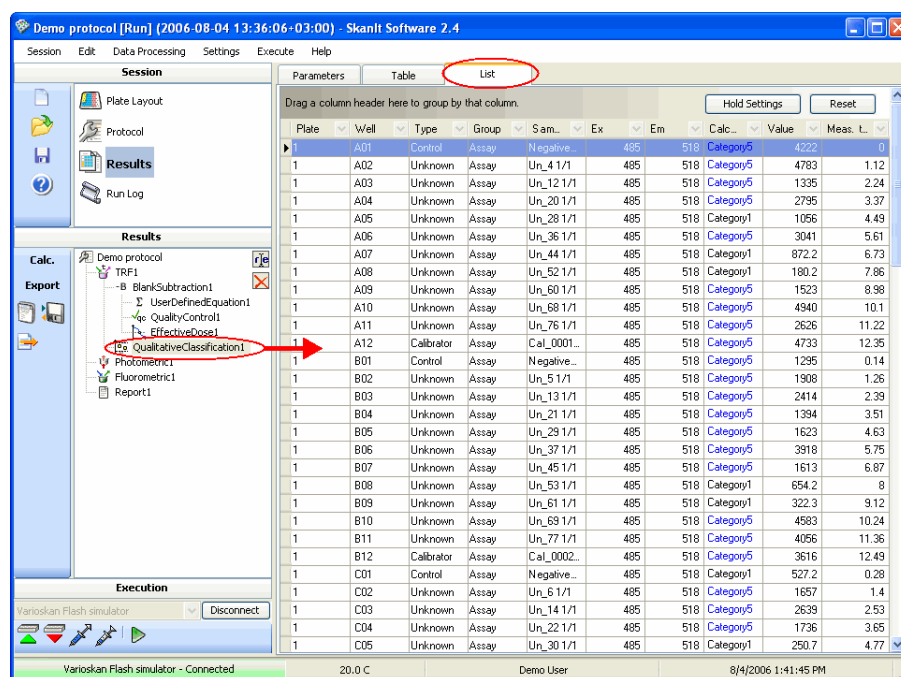 Demo protocol [Run] (2006-08-04 13:36:06+03:00) - SkanIt Software 2.4
Session Edit Data Processing Settings Execute Help
Session
Plate Layout
Protocol
Results
Run Log
Results
Calc.
Export
Demo protocol
r|e
TRF1
B BlankSubtraction1
Σ UserDefinedEquation1
qc QualityControl1
EffectiveDose1
QualitativeClassification1
Photometric1
Fluorometric1
Report1
Execution
Varioskan Flash simulator Disconnect
Parameters Table List
Drag a column header here to group by that column. Hold Settings Reset
Plate Well Type Group Sam... Ex Em Calc... Value Meas. t...
1 A01 Control Assay Negative... 485 518 Category5 4222 0
1 A02 Unknown Assay Un_4 1/1 485 518 Category5 4783 1.12
1 A03 Unknown Assay Un_12 1/1 485 518 Category5 1335 2.24
1 A04 Unknown Assay Un_20 1/1 485 518 Category5 2795 3.37
1 A05 Unknown Assay Un_28 1/1 485 518 Category1 1056 4.49
1 A06 Unknown Assay Un_36 1/1 485 518 Category5 3041 5.61
1 A07 Unknown Assay Un_44 1/1 485 518 Category1 872.2 6.73
1 A08 Unknown Assay Un_52 1/1 485 518 Category1 180.2 7.86
1 A09 Unknown Assay Un_60 1/1 485 518 Category5 1523 8.98
1 A10 Unknown Assay Un_68 1/1 485 518 Category5 4940 10.1
1 A11 Unknown Assay Un_76 1/1 485 518 Category5 2626 11.22
1 A12 Calibrator Assay Cal_0001... 485 518 Category5 4733 12.35
1 B01 Control Assay Negative... 485 518 Category5 1295 0.14
1 B02 Unknown Assay Un_5 1/1 485 518 Category5 1908 1.26
1 B03 Unknown Assay Un_13 1/1 485 518 Category5 2414 2.39
1 B04 Unknown Assay Un_21 1/1 485 518 Category5 1394 3.51
1 B05 Unknown Assay Un_29 1/1 485 518 Category5 1623 4.63
1 B06 Unknown Assay Un_37 1/1 485 518 Category5 3918 5.75
1 B07 Unknown Assay Un_45 1/1 485 518 Category5 1613 6.87
1 B08 Unknown Assay Un_53 1/1 485 518 Category1 654.2 8
1 B09 Unknown Assay Un_61 1/1 485 518 Category1 322.3 9.12
1 B10 Unknown Assay Un_69 1/1 485 518 Category5 4583 10.24
1 B11 Unknown Assay Un_77 1/1 485 518 Category5 4056 11.36
1 B12 Calibrator Assay Cal_0002... 485 518 Category5 3616 12.49
1 C01 Control Assay Negative... 485 518 Category1 527.2 0.28
1 C02 Unknown Assay Un_6 1/1 485 518 Category5 1657 1.4
1 C03 Unknown Assay Un_14 1/1 485 518 Category5 2639 2.53
1 C04 Unknown Assay Un_22 1/1 485 518 Category5 1736 3.65
1 C05 Unknown Assay Un_30 1/1 485 518 Category1 250.7 4.77
Varioskan Flash simulator - Connected 20.0 C Demo User 8/4/2006 1:41:45 PM